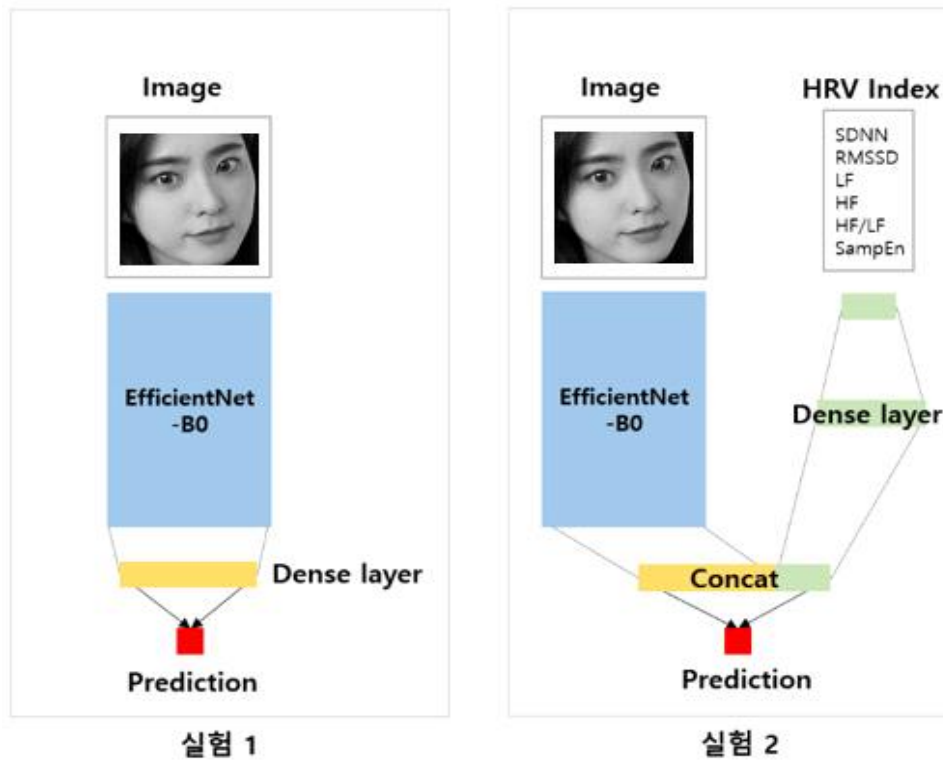 Image
EfficientNet
-B0
Dense layer
Prediction
실험 1
Image
HRV Index
SDNN
RMSSD
LF
HF
HF/LF
SampEn
EfficientNet
-B0
Dense layer
Concat
Prediction
실험 2